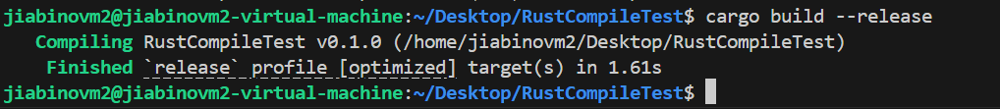 jiabinovm2@jiabinovm2-virtual-machine:~/Desktop/RustCompileTest$ cargo build --release
   Compiling RustCompileTest v0.1.0 (/home/jiabinovm2/Desktop/RustCompileTest)
    Finished `release` profile [optimized] target(s) in 1.61s
jiabinovm2@jiabinovm2-virtual-machine:~/Desktop/RustCompileTest$